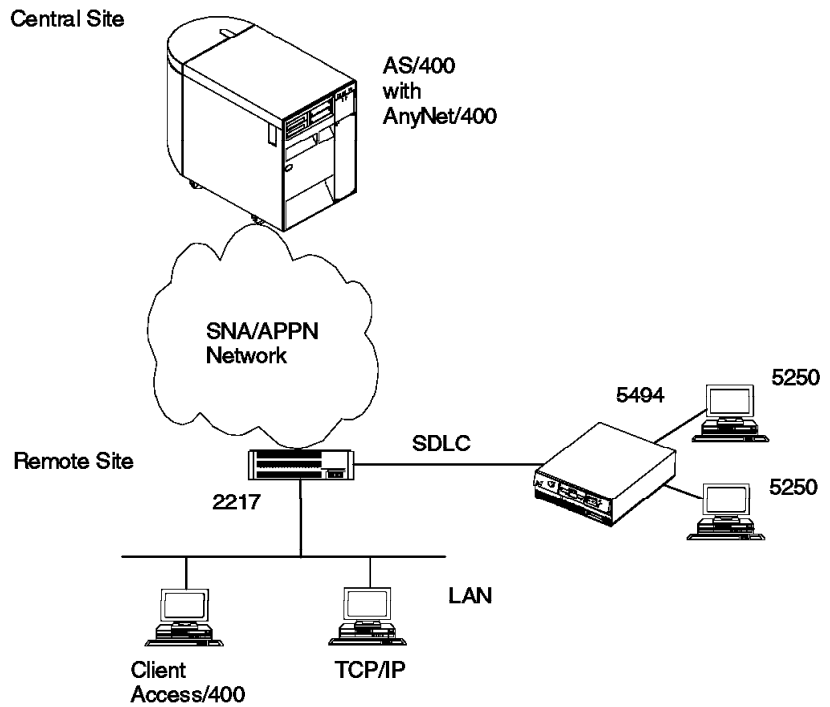 Central Site
AS/400
with
AnyNet/400
SNA/APPN
Network
5250
5494
SDLC
Remote Site
2217
5250
LAN
Client
Access/400
TCP/IP